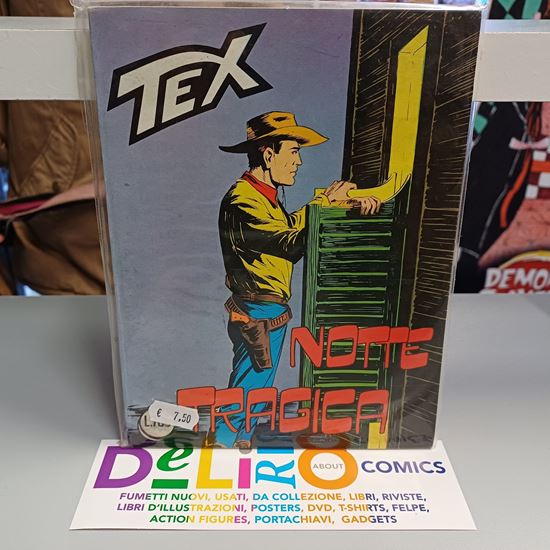 TEX
NOTTE
TRAGICA
€ 7,50
DeLiRiO
ABOUT
COMICS
FUMETTI NUOVI, USATI, DA COLLEZIONE, LIBRI, RIVISTE,
LIBRI D'ILLUSTRAZIONI, POSTERS, DVD, T-SHIRTS, FELPE,
ACTION FIGURES, PORTACHIAVI, GADGETS